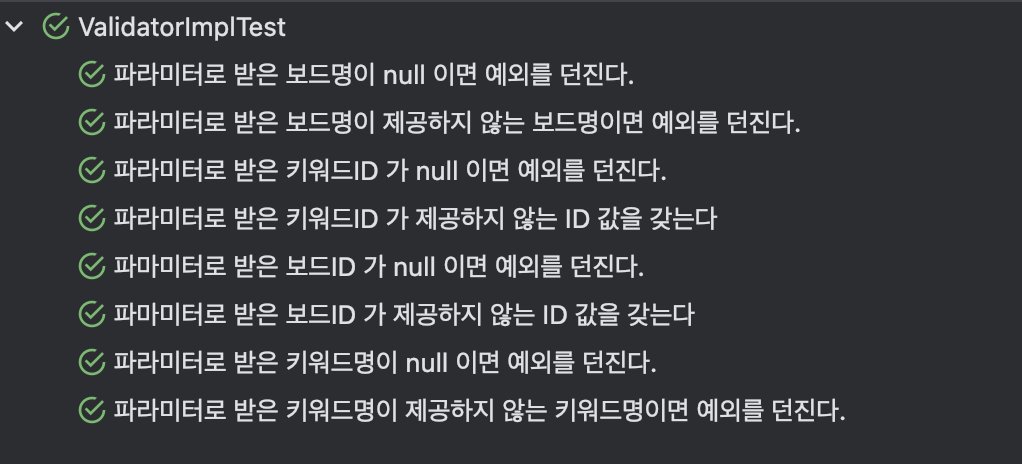 ValidatorImplTest
파라미터로 받은 보드명이 null 이면 예외를 던진다.
파라미터로 받은 보드명이 제공하지 않는 보드명이면 예외를 던진다.
파라미터로 받은 키워드ID 가 null 이면 예외를 던진다.
파라미터로 받은 키워드ID 가 제공하지 않는 ID 값을 갖는다
파마미터로 받은 보드ID 가 null 이면 예외를 던진다.
파마미터로 받은 보드ID 가 제공하지 않는 ID 값을 갖는다
파라미터로 받은 키워드명이 null 이면 예외를 던진다.
파라미터로 받은 키워드명이 제공하지 않는 키워드명이면 예외를 던진다.